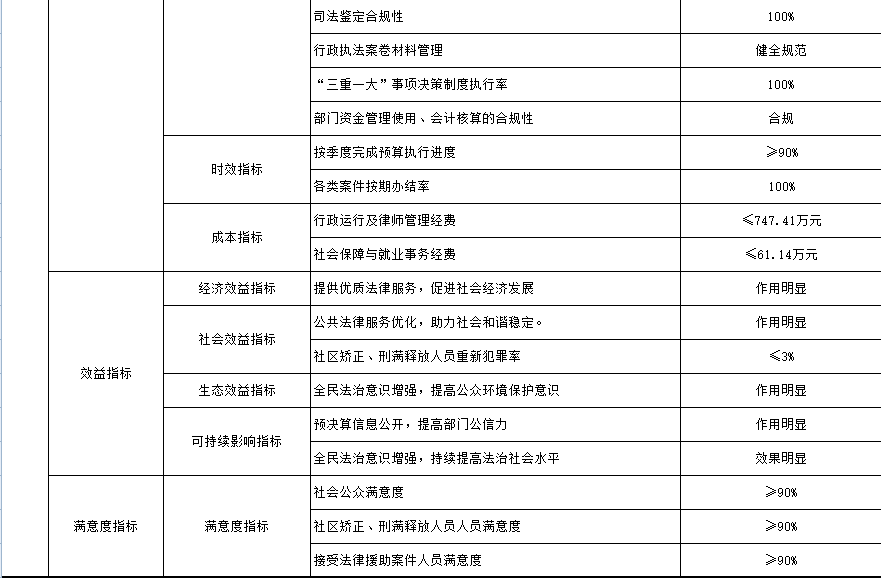 司法鉴定合规性 100%
行政执法案卷材料管理 健全规范
“三重一大”事项决策制度执行率 100%
部门资金管理使用、会计核算的合规性 合规
时效指标
按季度完成预算执行进度 ≥90%
各类案件按期办结率 100%
成本指标
行政运行及律师管理经费 ≤747.41万元
社会保障与就业事务经费 ≤61.14万元
效益指标
经济效益指标 提供优质法律服务，促进社会经济发展 作用明显
社会效益指标
公共法律服务优化，助力社会和谐稳定。 作用明显
社区矫正、刑满释放人员重新犯罪率 ≤3%
生态效益指标 全民法治意识增强，提高公众环境保护意识 作用明显
可持续影响指标
预决算信息公开，提高部门公信力 作用明显
全民法治意识增强，持续提高法治社会水平 效果明显
满意度指标 满意度指标
社会公众满意度 ≥90%
社区矫正、刑满释放人员人员满意度 ≥90%
接受法律援助案件人员满意度 ≥90%